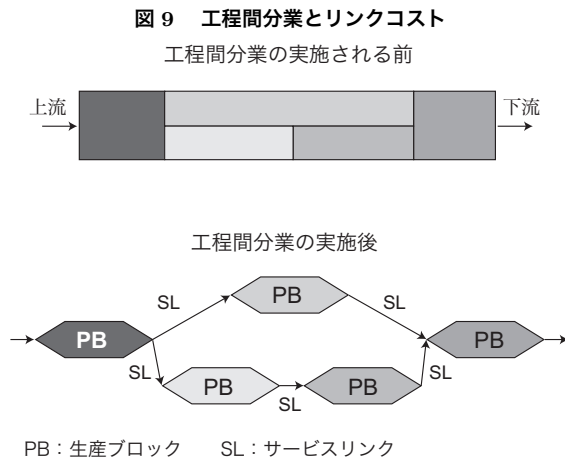 図 9　工程間分業とリンクコスト
工程間分業の実施される前
上流
下流
工程間分業の実施後
SL
PB
SL
PB
PB
SL
PB
SL
PB
SL
PB：生産ブロック　SL：サービスリンク